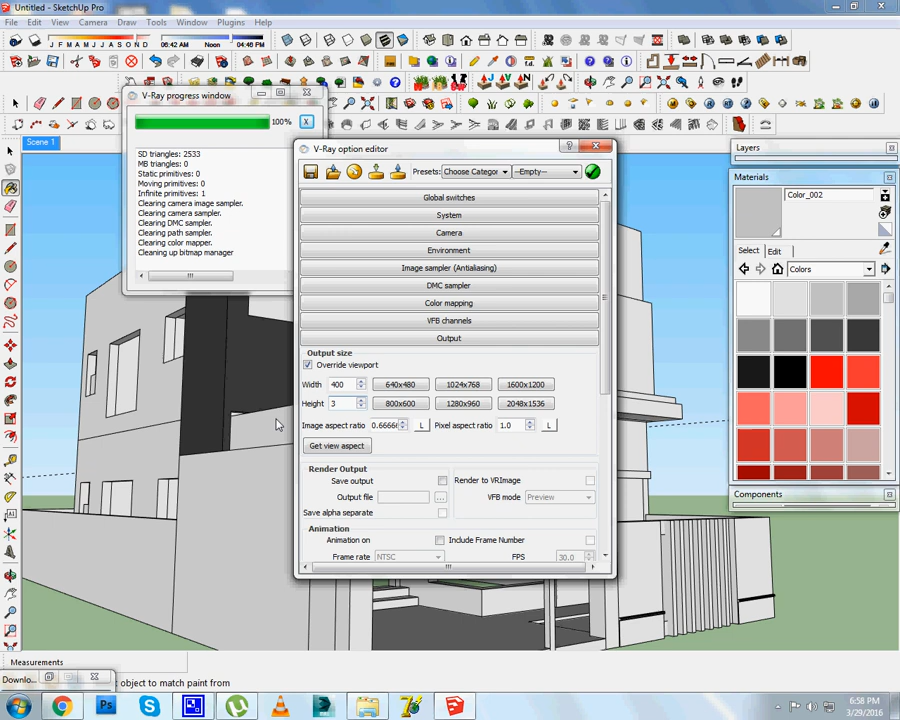 Untitled - SketchUp Pro
File Edit View Camera Draw Tools Window Plugins Help
J F M A M J J A S O N D 06:42 AM Noon 04:46 PM
Scene 1
V-Ray progress window
100%
SD triangles: 2533
MB triangles: 0
Static primitives: 0
Moving primitives: 0
Infinite primitives: 1
Clearing camera image sampler.
Clearing camera sampler.
Clearing DMC sampler.
Clearing path sampler.
Clearing color mapper.
Cleaning up bitmap manager
V-Ray option editor
Presets: Choose Categor --Empty--
Global switches
System
Camera
Environment
Image sampler (Antialiasing)
DMC sampler
Color mapping
VFB channels
Output
Output size
Override viewport
Width 400 640x480 1024x768 1600x1200
Height 3 800x600 1280x960 2048x1536
Image aspect ratio 0.6666 L Pixel aspect ratio 1.0 L
Get view aspect
Render Output
Save output Render to VRImage
Output file ... VFB mode Preview
Save alpha separate
Animation
Animation on Include Frame Number
Frame rate NTSC FPS 30.0
Layers
Materials
Color_002
Select Edit
Colors
Components
Measurements
Downlo... object to match paint from
6:58 PM
3/29/2016